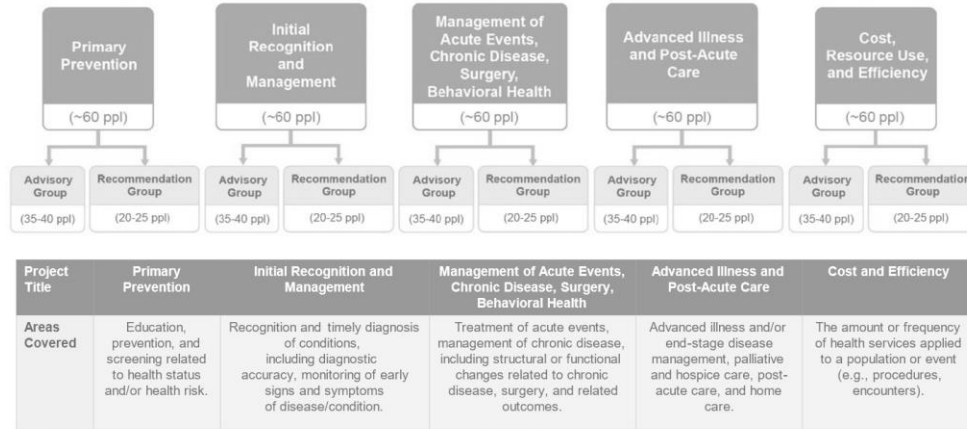 Primary
Prevention
(~60 ppl)
Advisory
Group
(35-40 ppl)
Recommendation
Group
(20-25 ppl)
Initial
Recognition
and
Management
(~60 ppl)
Advisory
Group
(35-40 ppl)
Recommendation
Group
(20-25 ppl)
Management of
Acute Events,
Chronic Disease,
Surgery,
Behavioral Health
(~60 ppl)
Advisory
Group
(35-40 ppl)
Recommendation
Group
(20-25 ppl)
Advanced Illness
and Post-Acute
Care
(~60 ppl)
Advisory
Group
(35-40 ppl)
Recommendation
Group
(20-25 ppl)
Cost,
Resource Use,
and Efficiency
(~60 ppl)
Advisory
Group
(35-40 ppl)
Recommendation
Group
(20-25 ppl)
Project
Title
Primary
Prevention
Initial Recognition and
Management
Management of Acute Events,
Chronic Disease, Surgery,
Behavioral Health
Advanced Illness and
Post-Acute Care
Cost and Efficiency
Areas
Covered
Education,
prevention, and
screening related
to health status
and/or health risk.
Recognition and timely diagnosis
of conditions,
including diagnostic
accuracy, monitoring of early
signs and symptoms
of disease/condition.
Treatment of acute events,
management of chronic disease,
including structural or functional
changes related to chronic
disease, surgery, and related
outcomes.
Advanced illness and/or
end-stage disease
management, palliative
and hospice care, post-
acute care, and home
care.
The amount or frequency
of health services applied
to a population or event
(e.g., procedures,
encounters).